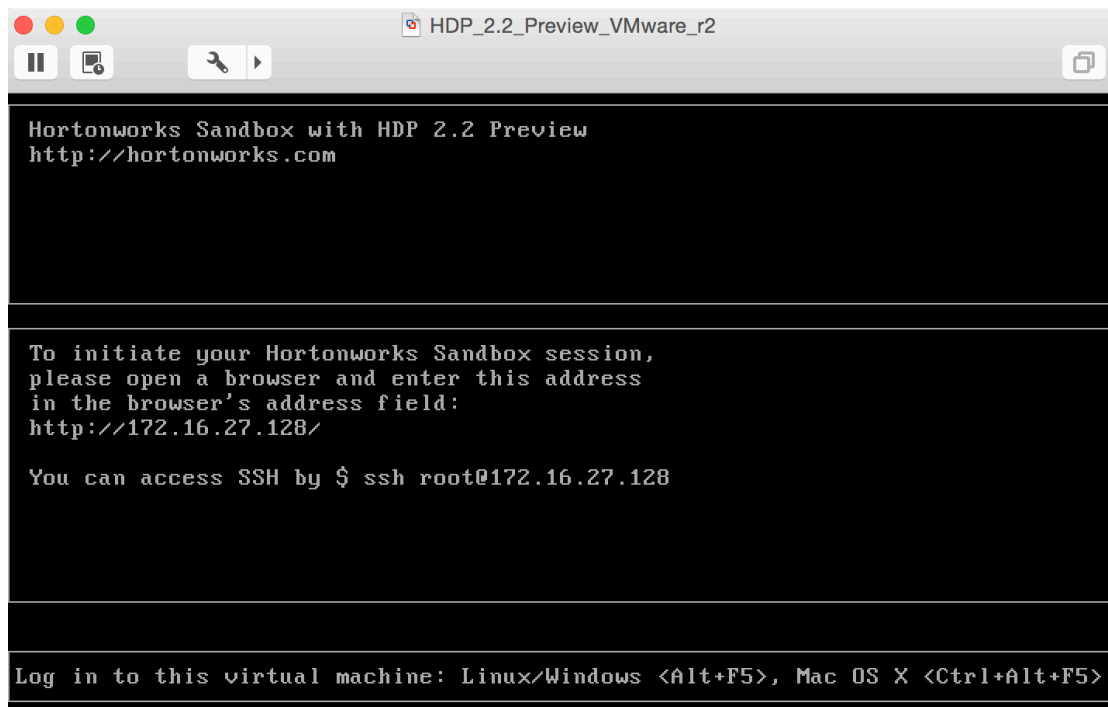 HDP_2.2_Preview_VMware_r2
Hortonworks Sandbox with HDP 2.2 Preview
http://hortonworks.com
To initiate your Hortonworks Sandbox session,
please open a browser and enter this address
in the browser's address field:
http://172.16.27.128/
You can access SSH by $ ssh root@172.16.27.128
Log in to this virtual machine: Linux/Windows <Alt+F5>, Mac OS X <Ctrl+Alt+F5>